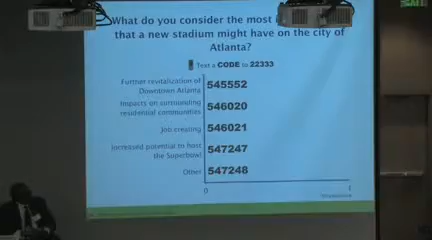 What do you consider the most
that a new stadium might have on the city of
Atlanta?
Text a CODE to 22333
Further revitalization of
Downtown Atlanta
545552
Impacts on surrounding
residential communities
546020
Job creating
546021
Increased potential to host
the Superbowl
547247
Other
547248
0
1